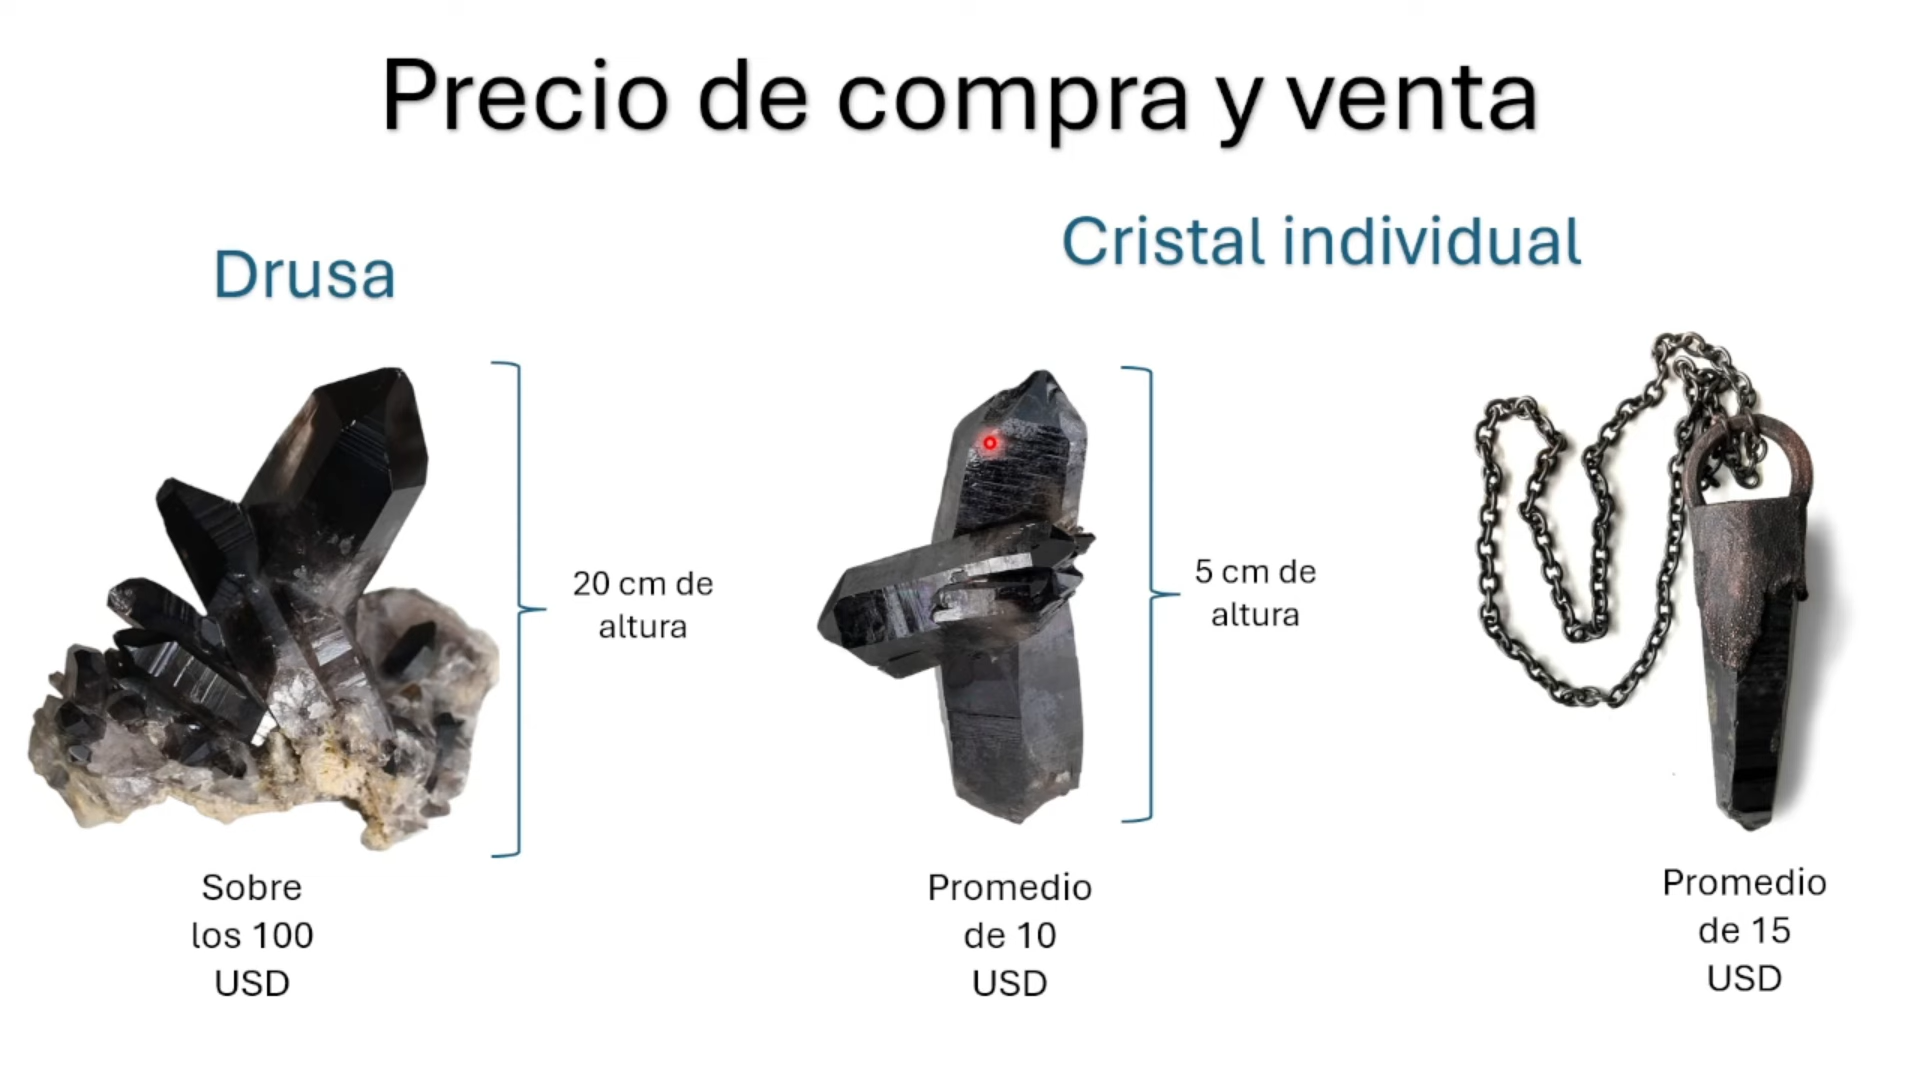 Precio de compra y venta
Drusa
Cristal individual
20 cm de
altura
5 cm de
altura
Sobre
los 100
USD
Promedio
de 10
USD
Promedio
de 15
USD